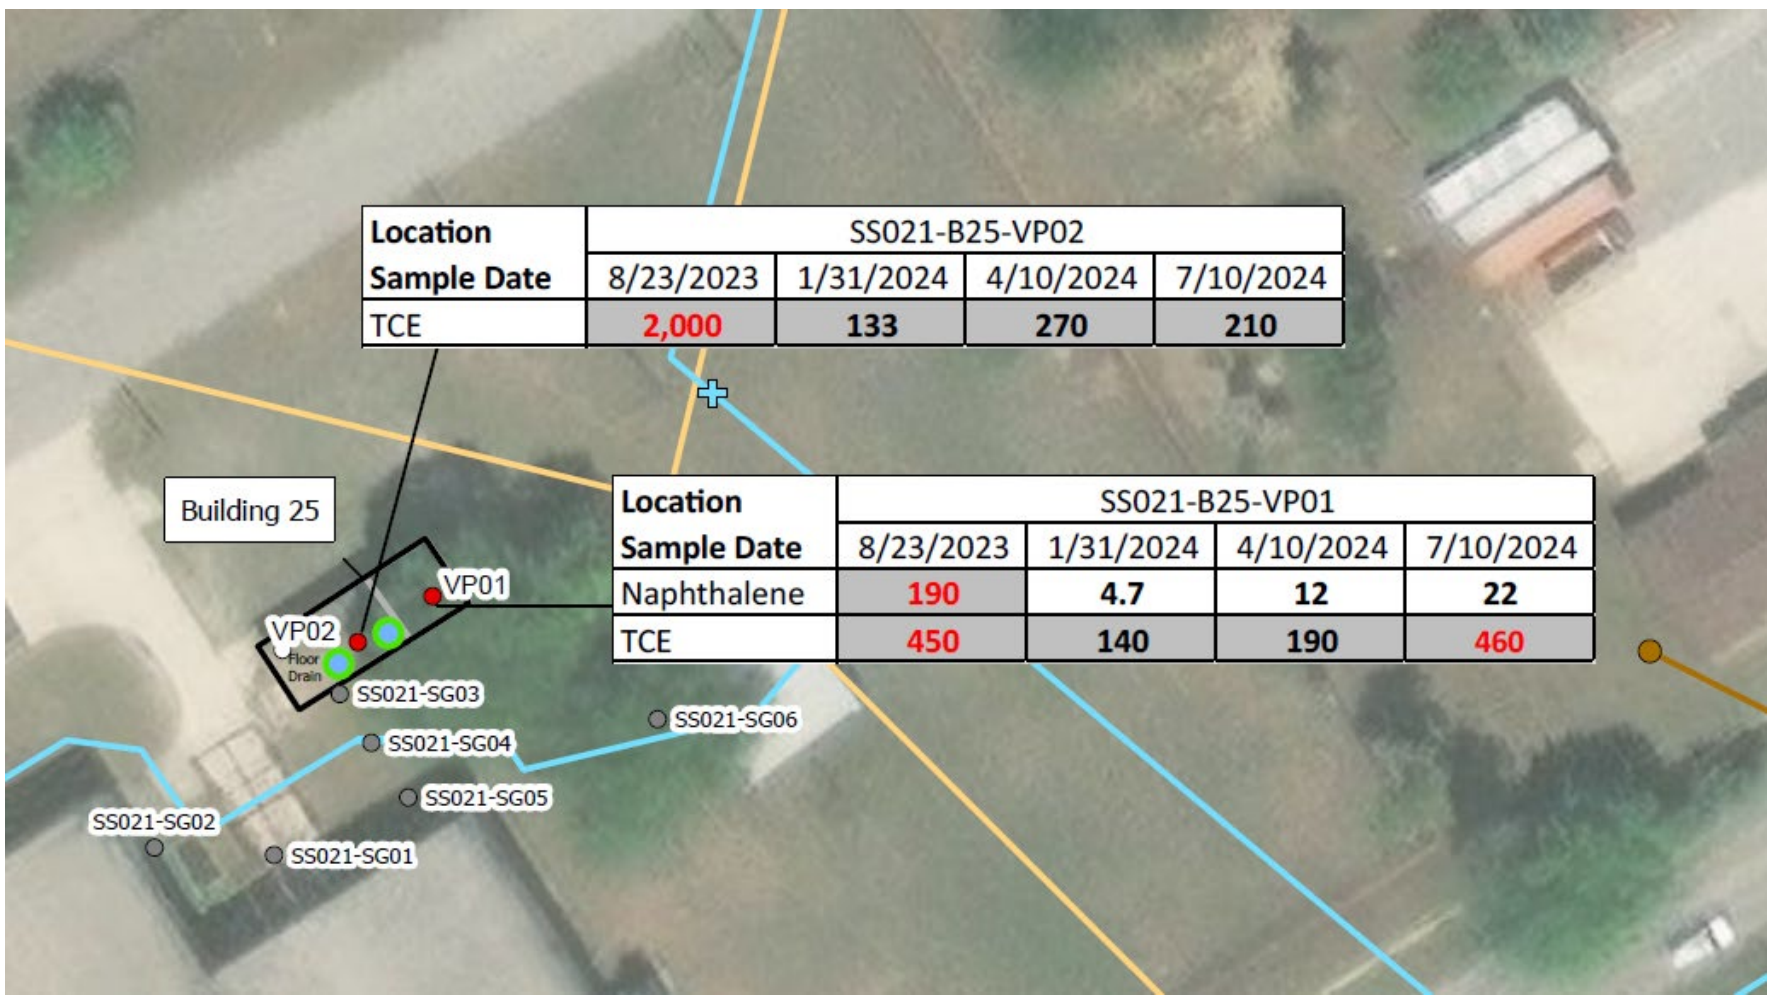 Location SS021-B25-VP02
Sample Date 8/23/2023 1/31/2024 4/10/2024 7/10/2024
TCE 2,000 133 270 210
Building 25
Location SS021-B25-VP01
Sample Date 8/23/2023 1/31/2024 4/10/2024 7/10/2024
Naphthalene 190 4.7 12 22
TCE 450 140 190 460
VP01
VP02
Floor
Drain
SS021-SG03
SS021-SG06
SS021-SG04
SS021-SG05
SS021-SG02
SS021-SG01